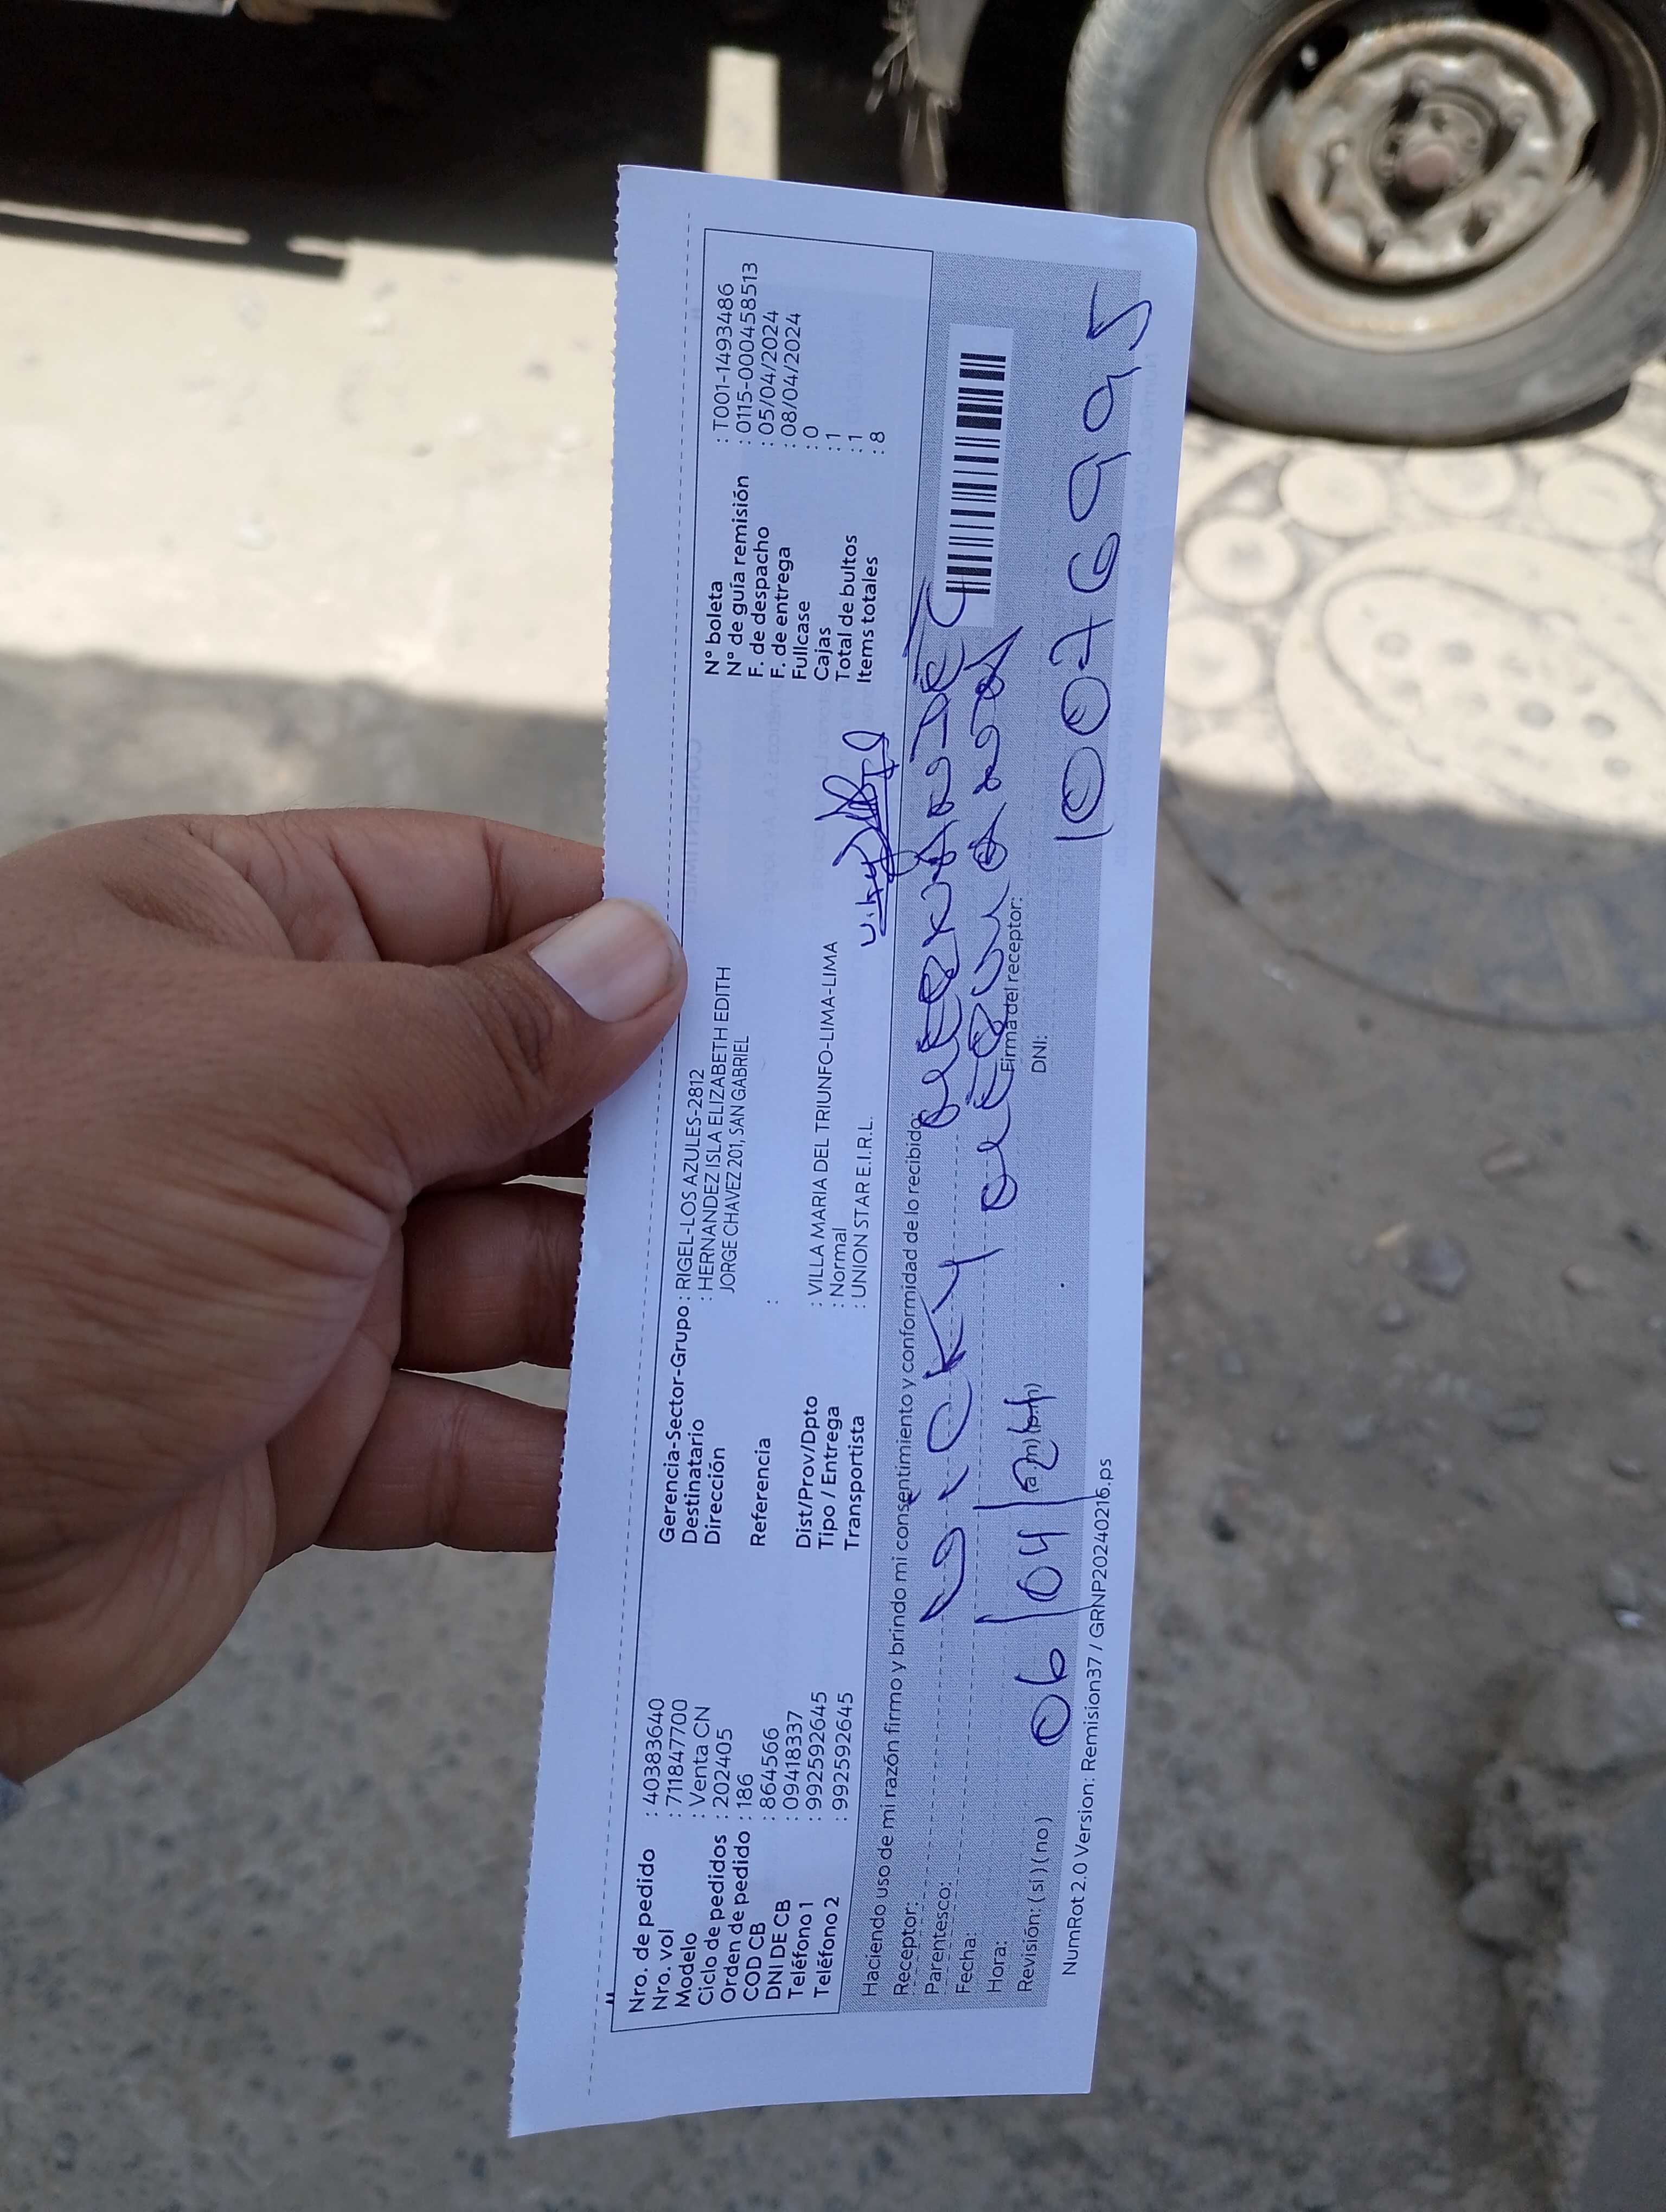 Nro. de pedido : 40383640
Nro. vol : 711847700
Modelo : Venta CN
Ciclo de pedidos : 202405
Orden de pedido : 186
COD CB : 864566
DNI DE CB : 09418337
Teléfono 1 : 992592645
Teléfono 2 : 992592645
Gerencia-Sector-Grupo : RIGEL-LOS AZULES-2812
Destinatario : HERNANDEZ ISLA ELIZABETH EDITH
Dirección JORGE CHAVEZ 201, SAN GABRIEL
Referencia :
Dist/Prov/Dpto : VILLA MARIA DEL TRIUNFO-LIMA-LIMA
Tipo / Entrega : Normal
Transportista : UNION STAR E.I.R.L.
N° boleta : T001-1493486
N° de guía remisión : 0115-000458513
F. de despacho : 05/04/2024
F. de entrega : 08/04/2024
Fullcase : 0
Cajas : 1
Total de bultos : 1
Items totales : 8
Haciendo uso de mi razón firmo y brindo mi consentimiento y conformidad de lo recibido.
Receptor:
Parentesco: Vicky
Fecha:
Hora: 06/04/ (a.m) (p.m)
Revisión: (si) (no)
Firma del receptor:
DNI: 10076995
NumRot 2.0 Version: Remision37 / GRNP20240216.ps